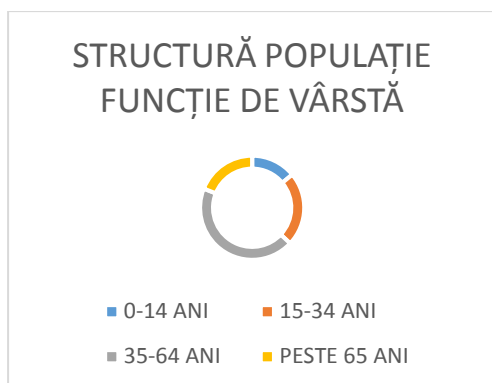 STRUCTURĂ POPULAȚIE
FUNCȚIE DE VÂRSTĂ
0-14 ANI
15-34 ANI
35-64 ANI
PESTE 65 ANI